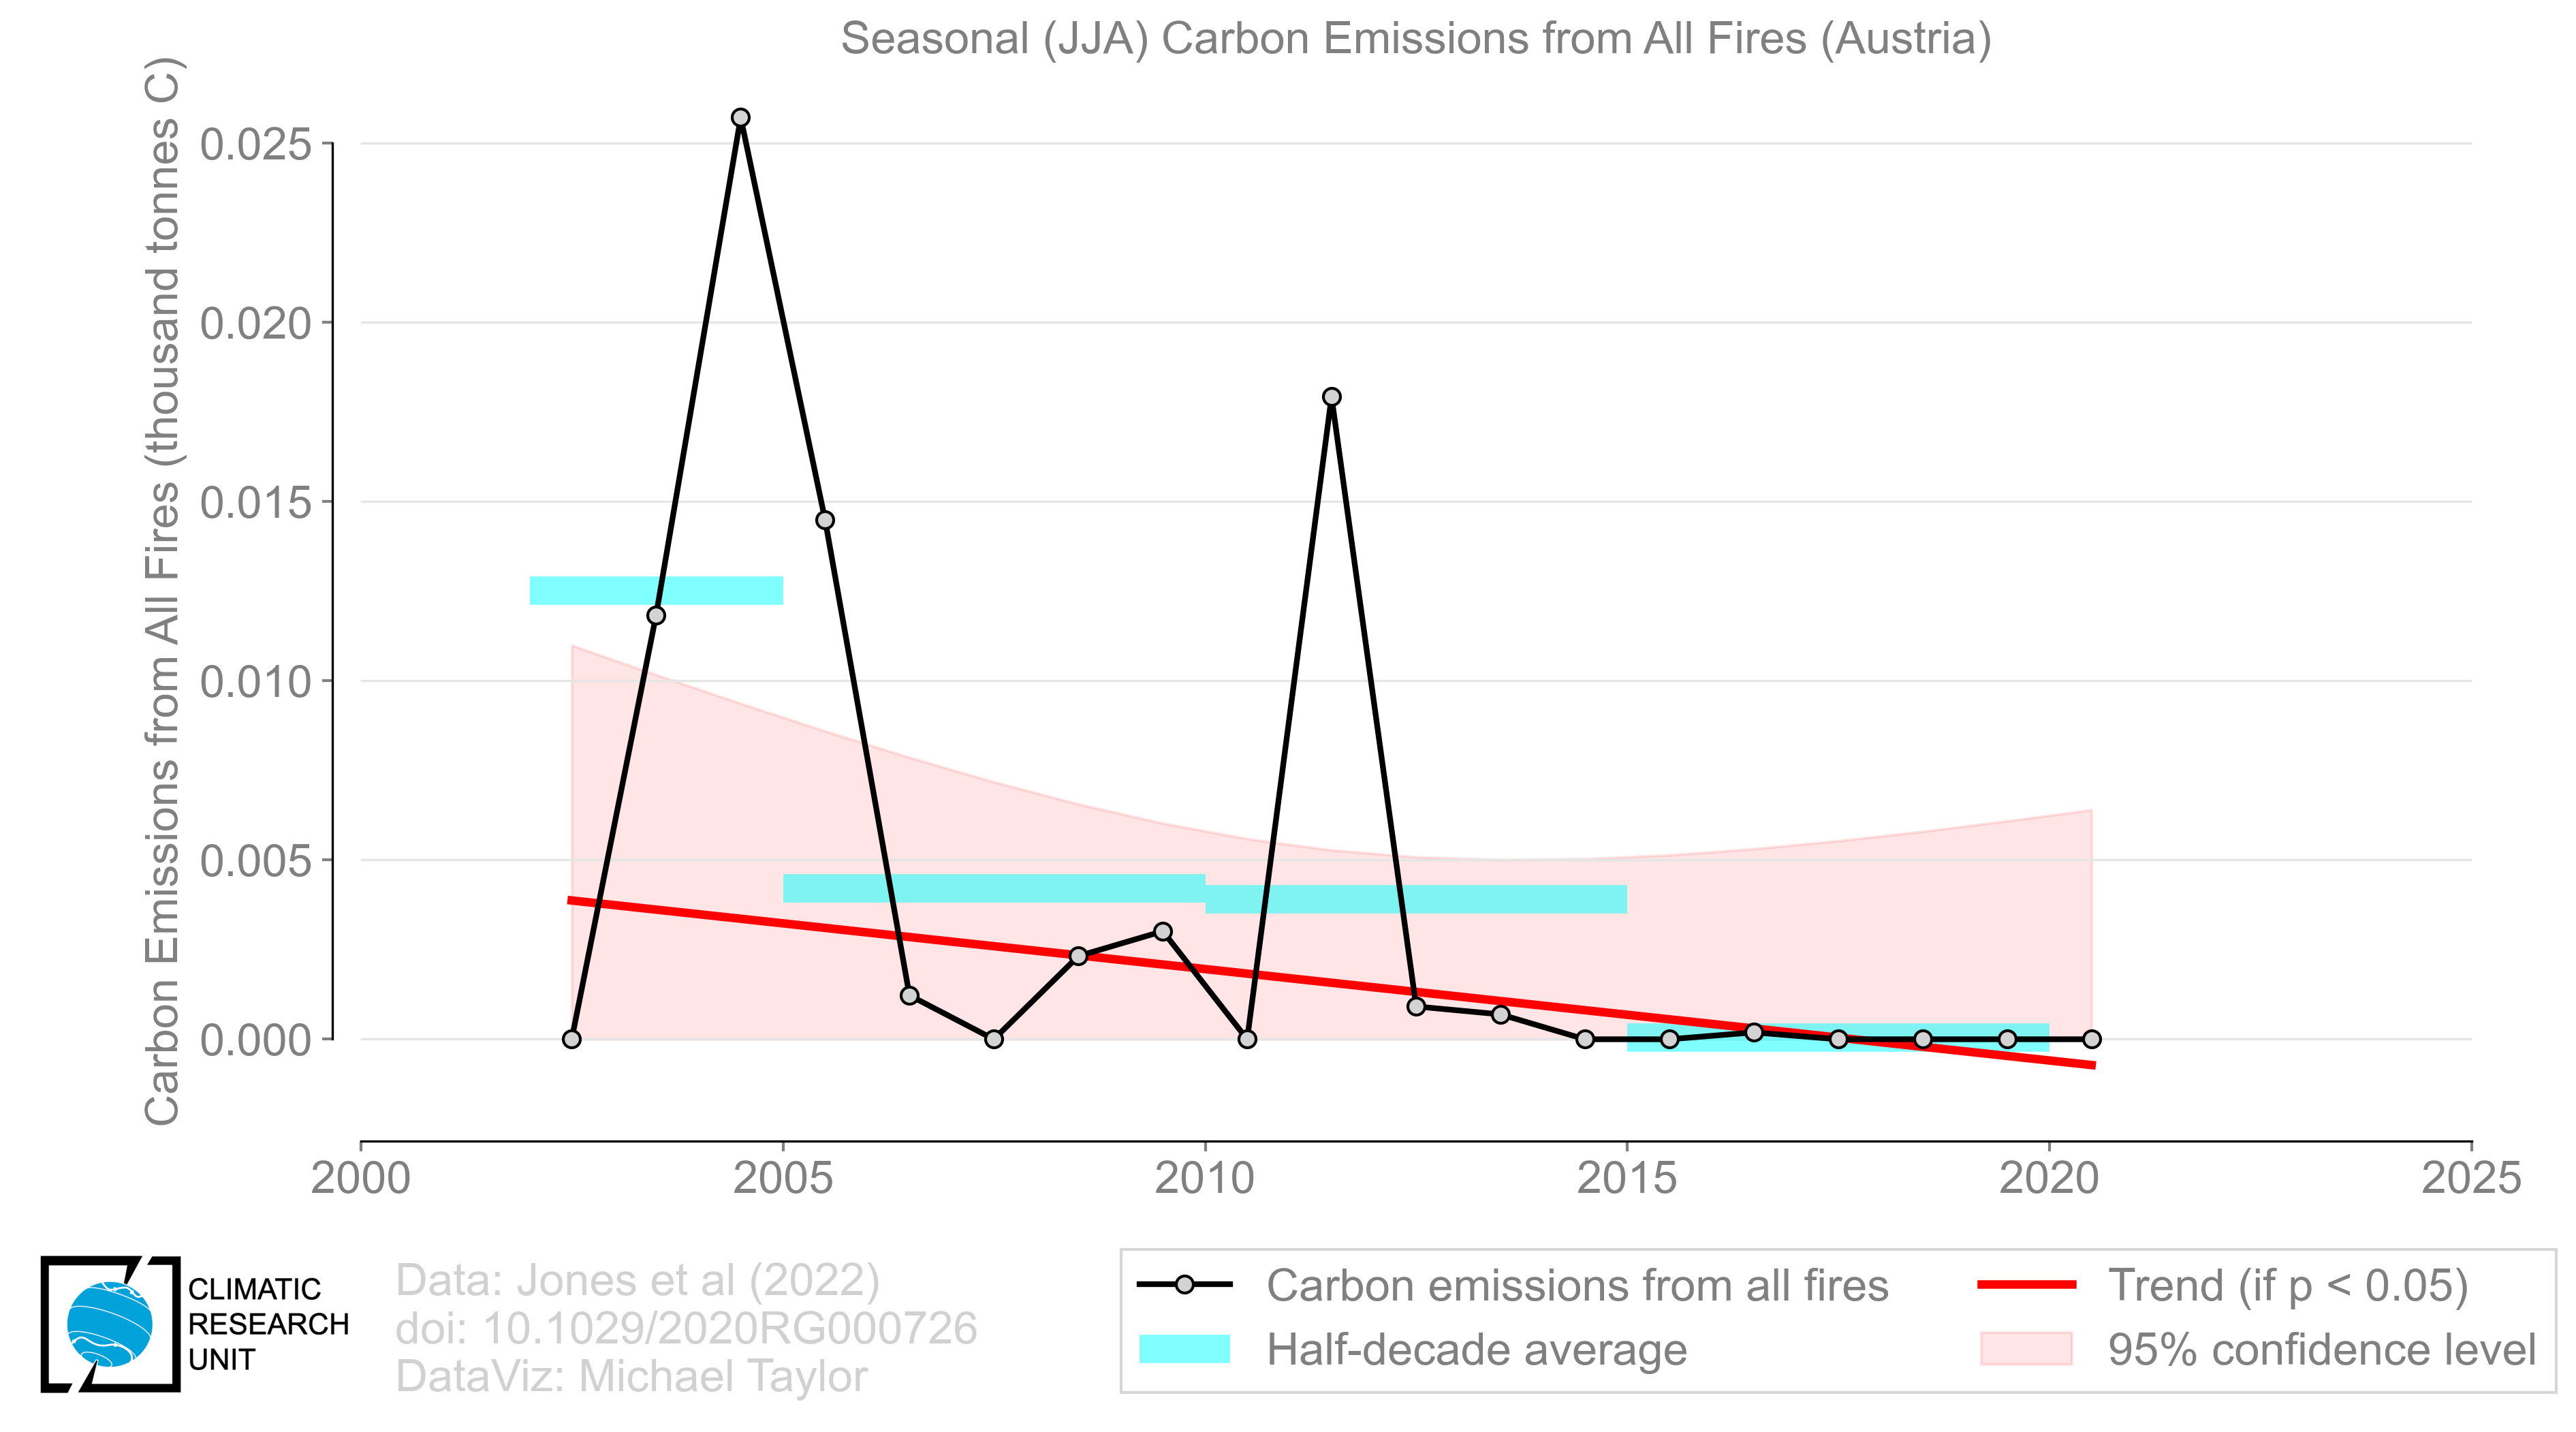 Seasonal (JJA) Carbon Emissions from All Fires (Austria)
Carbon Emissions from All Fires (thousand tonnes C)
0.025
0.020
0.015
0.010
0.005
0.000
2000
2005
2010
2015
2020
2025
CLIMATIC
RESEARCH
UNIT
Data: Jones et al (2022)
doi: 10.1029/2020RG000726
DataViz: Michael Taylor
Carbon emissions from all fires
Half-decade average
Trend (if p < 0.05)
95% confidence level